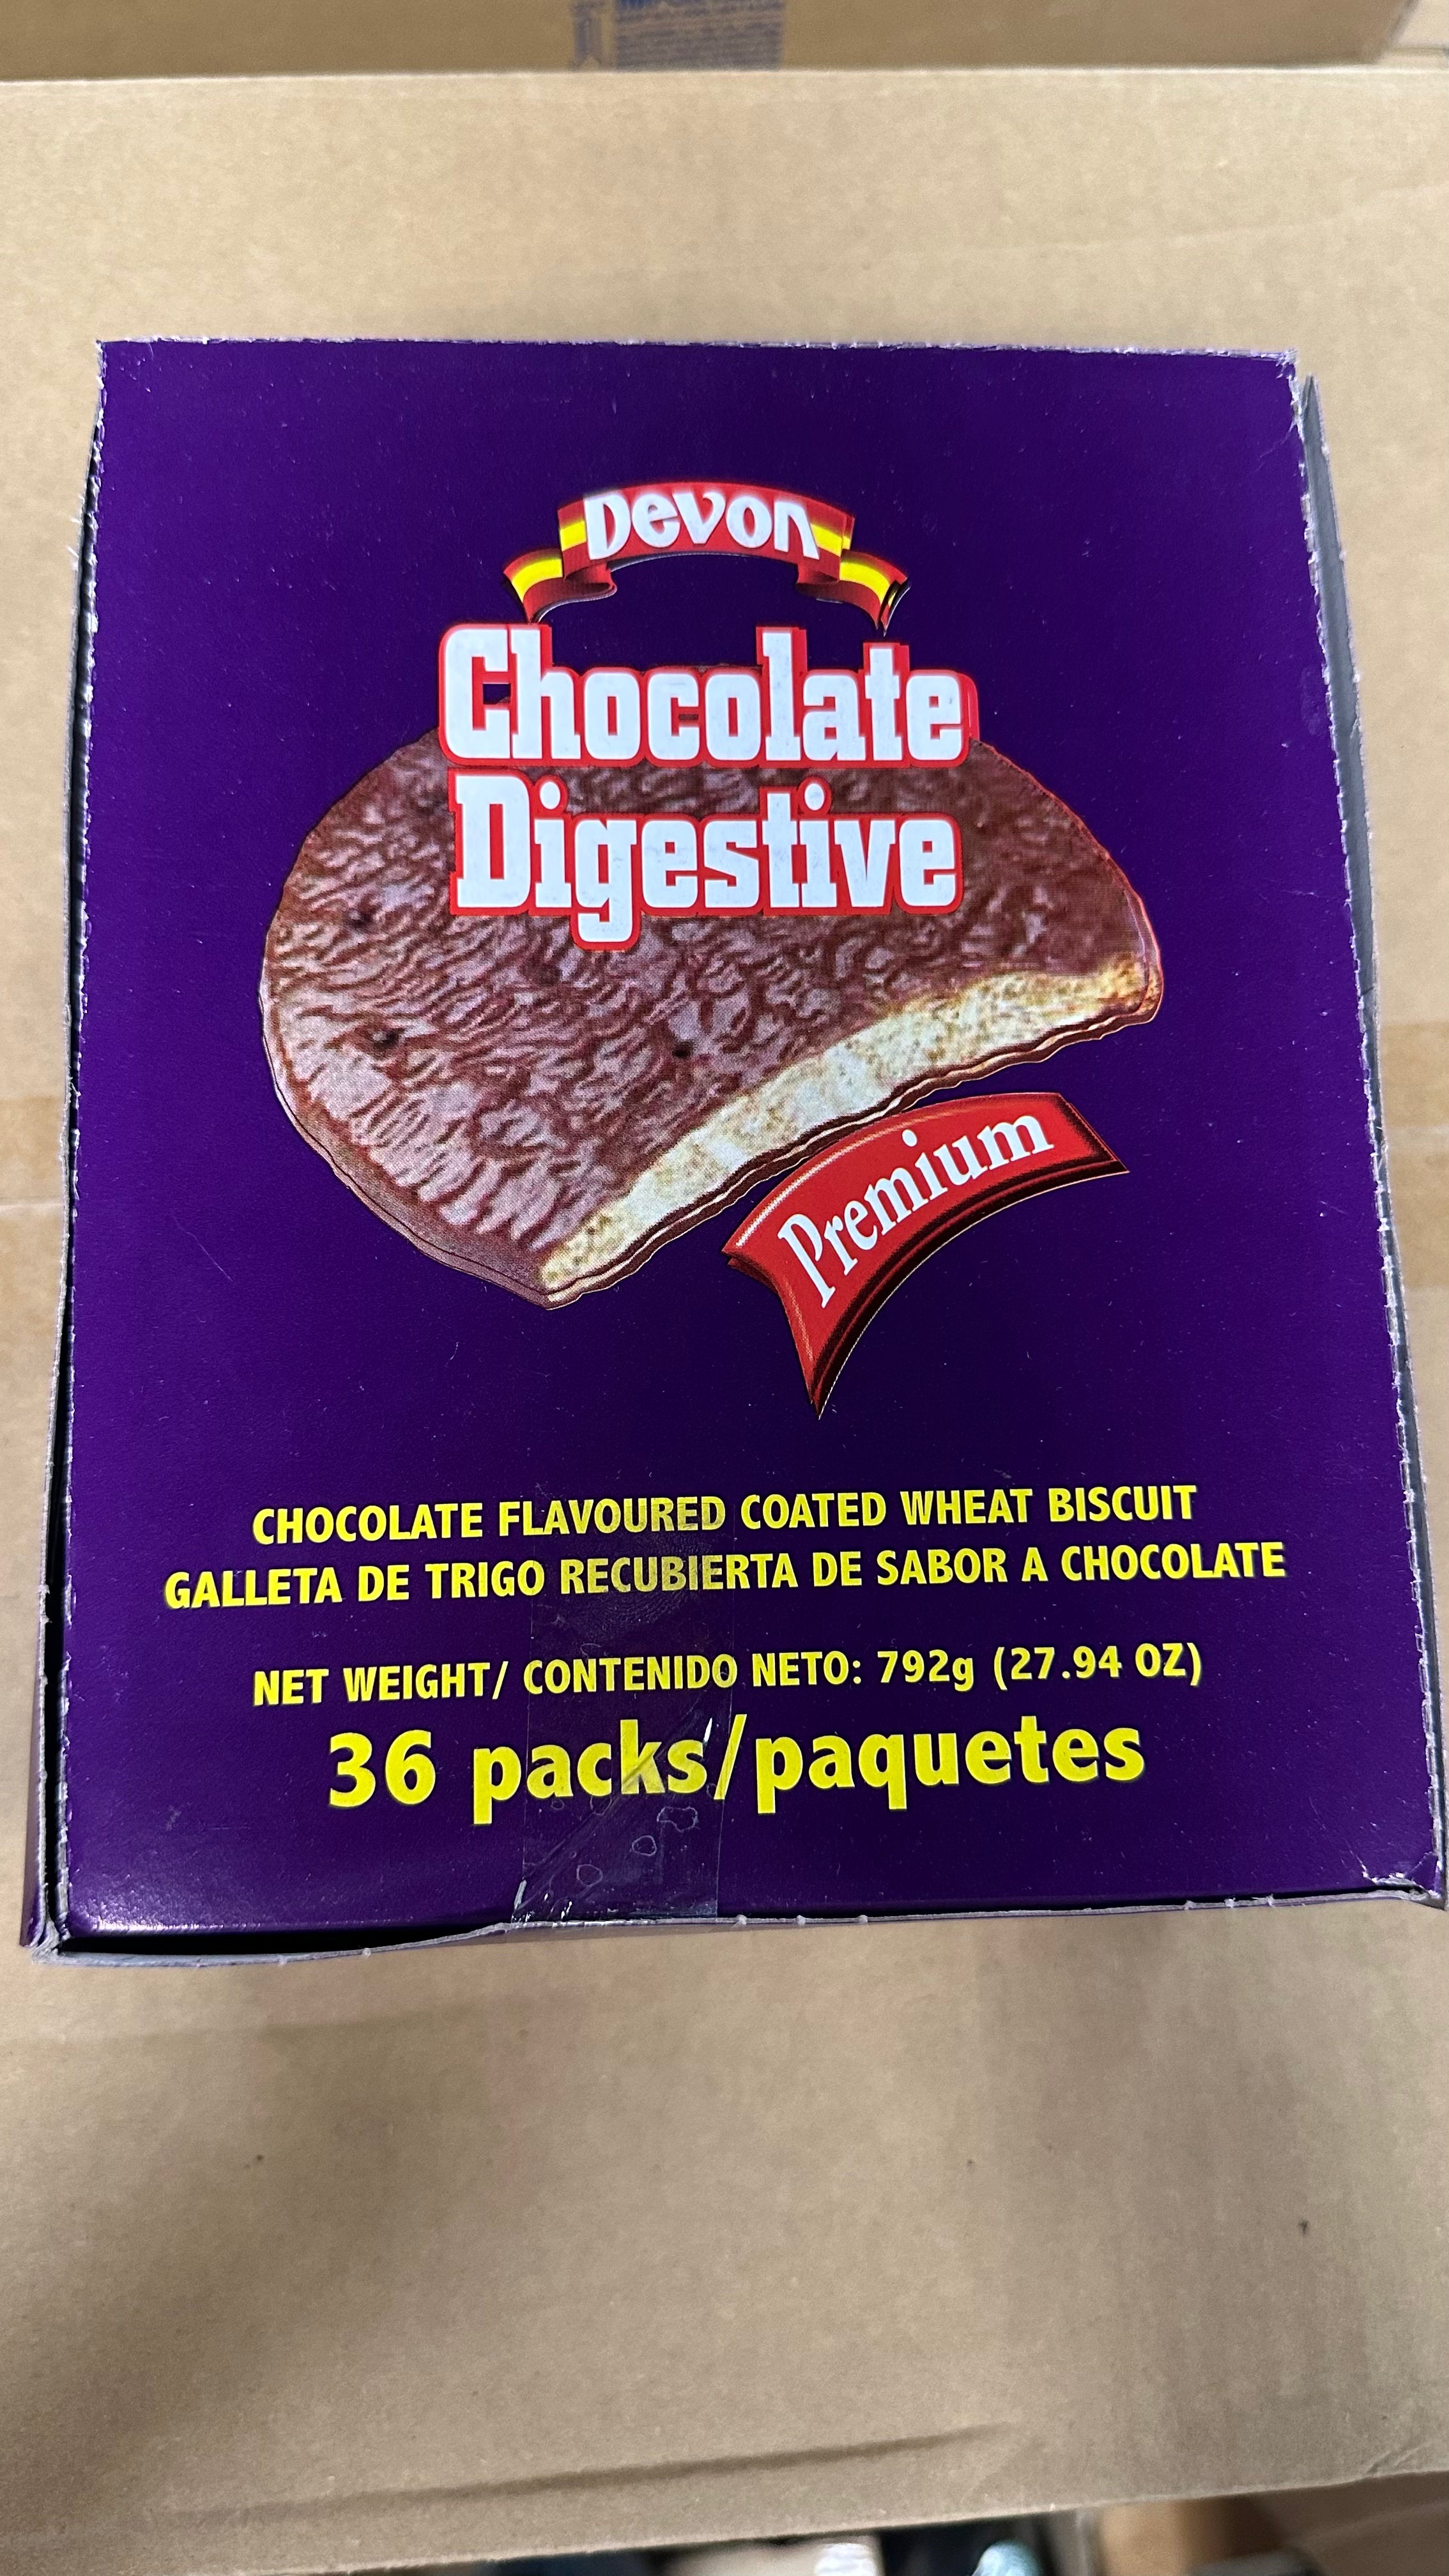 Devon
Chocolate
Digestive
Premium
CHOCOLATE FLAVOURED COATED WHEAT BISCUIT
GALLETA DE TRIGO RECUBIERTA DE SABOR A CHOCOLATE
NET WEIGHT/ CONTENIDO NETO: 792g (27.94 OZ)
36 packs/paquetes